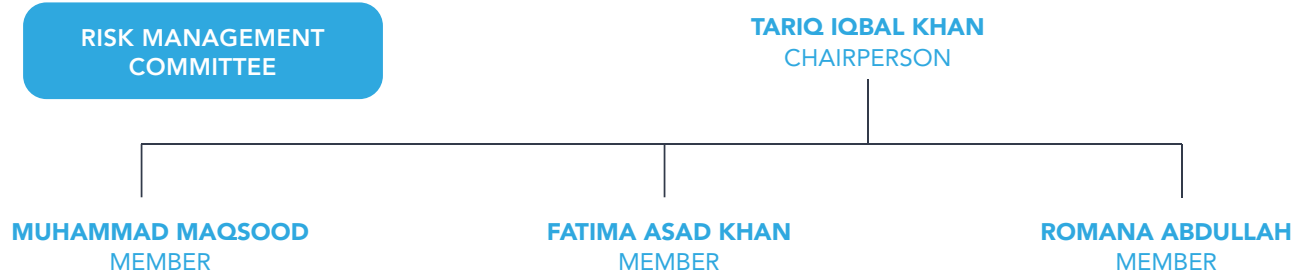 RISK MANAGEMENT
COMMITTEE
TARIQ IQBAL KHAN
CHAIRPERSON
MUHAMMAD MAQSOOD
MEMBER
FATIMA ASAD KHAN
MEMBER
ROMANA ABDULLAH
MEMBER